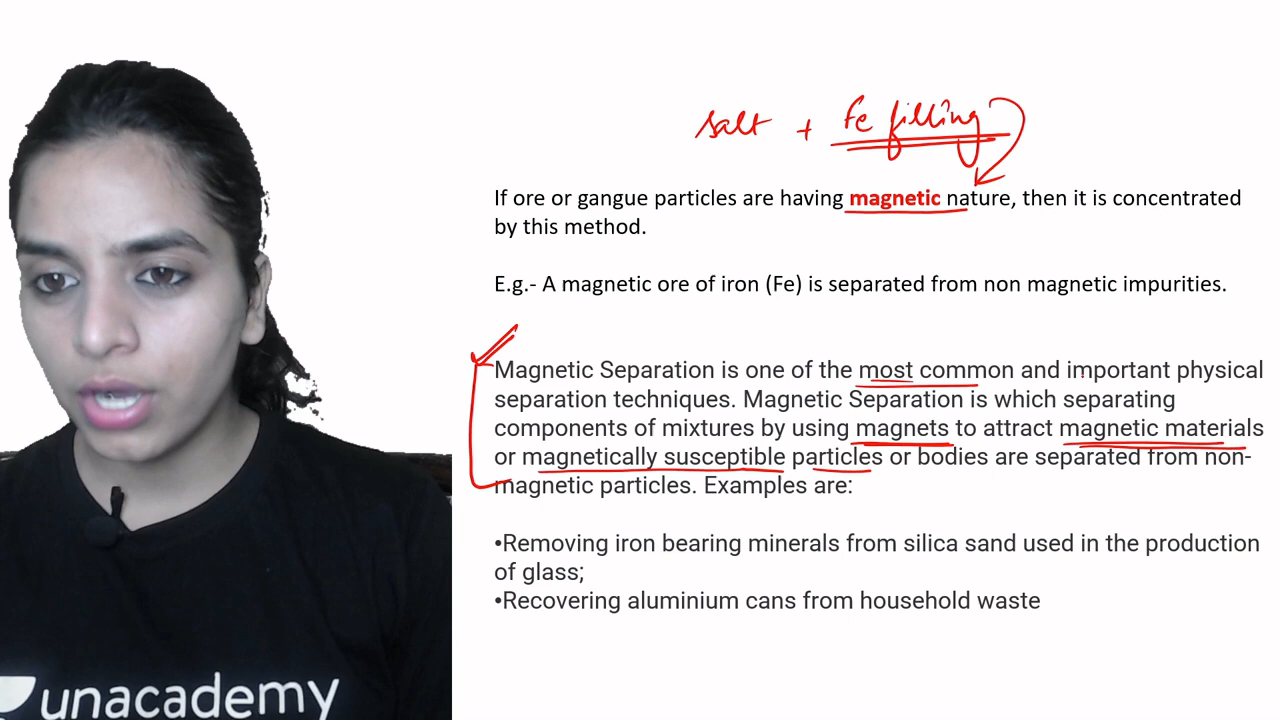 salt + Fe filling
If ore or gangue particles are having magnetic nature, then it is concentrated
by this method.
E.g.- A magnetic ore of iron (Fe) is separated from non magnetic impurities.
Magnetic Separation is one of the most common and important physical
separation techniques. Magnetic Separation is which separating
components of mixtures by using magnets to attract magnetic materials
or magnetically susceptible particles or bodies are separated from non-
magnetic particles. Examples are:
•Removing iron bearing minerals from silica sand used in the production
of glass;
•Recovering aluminium cans from household waste
unacademy